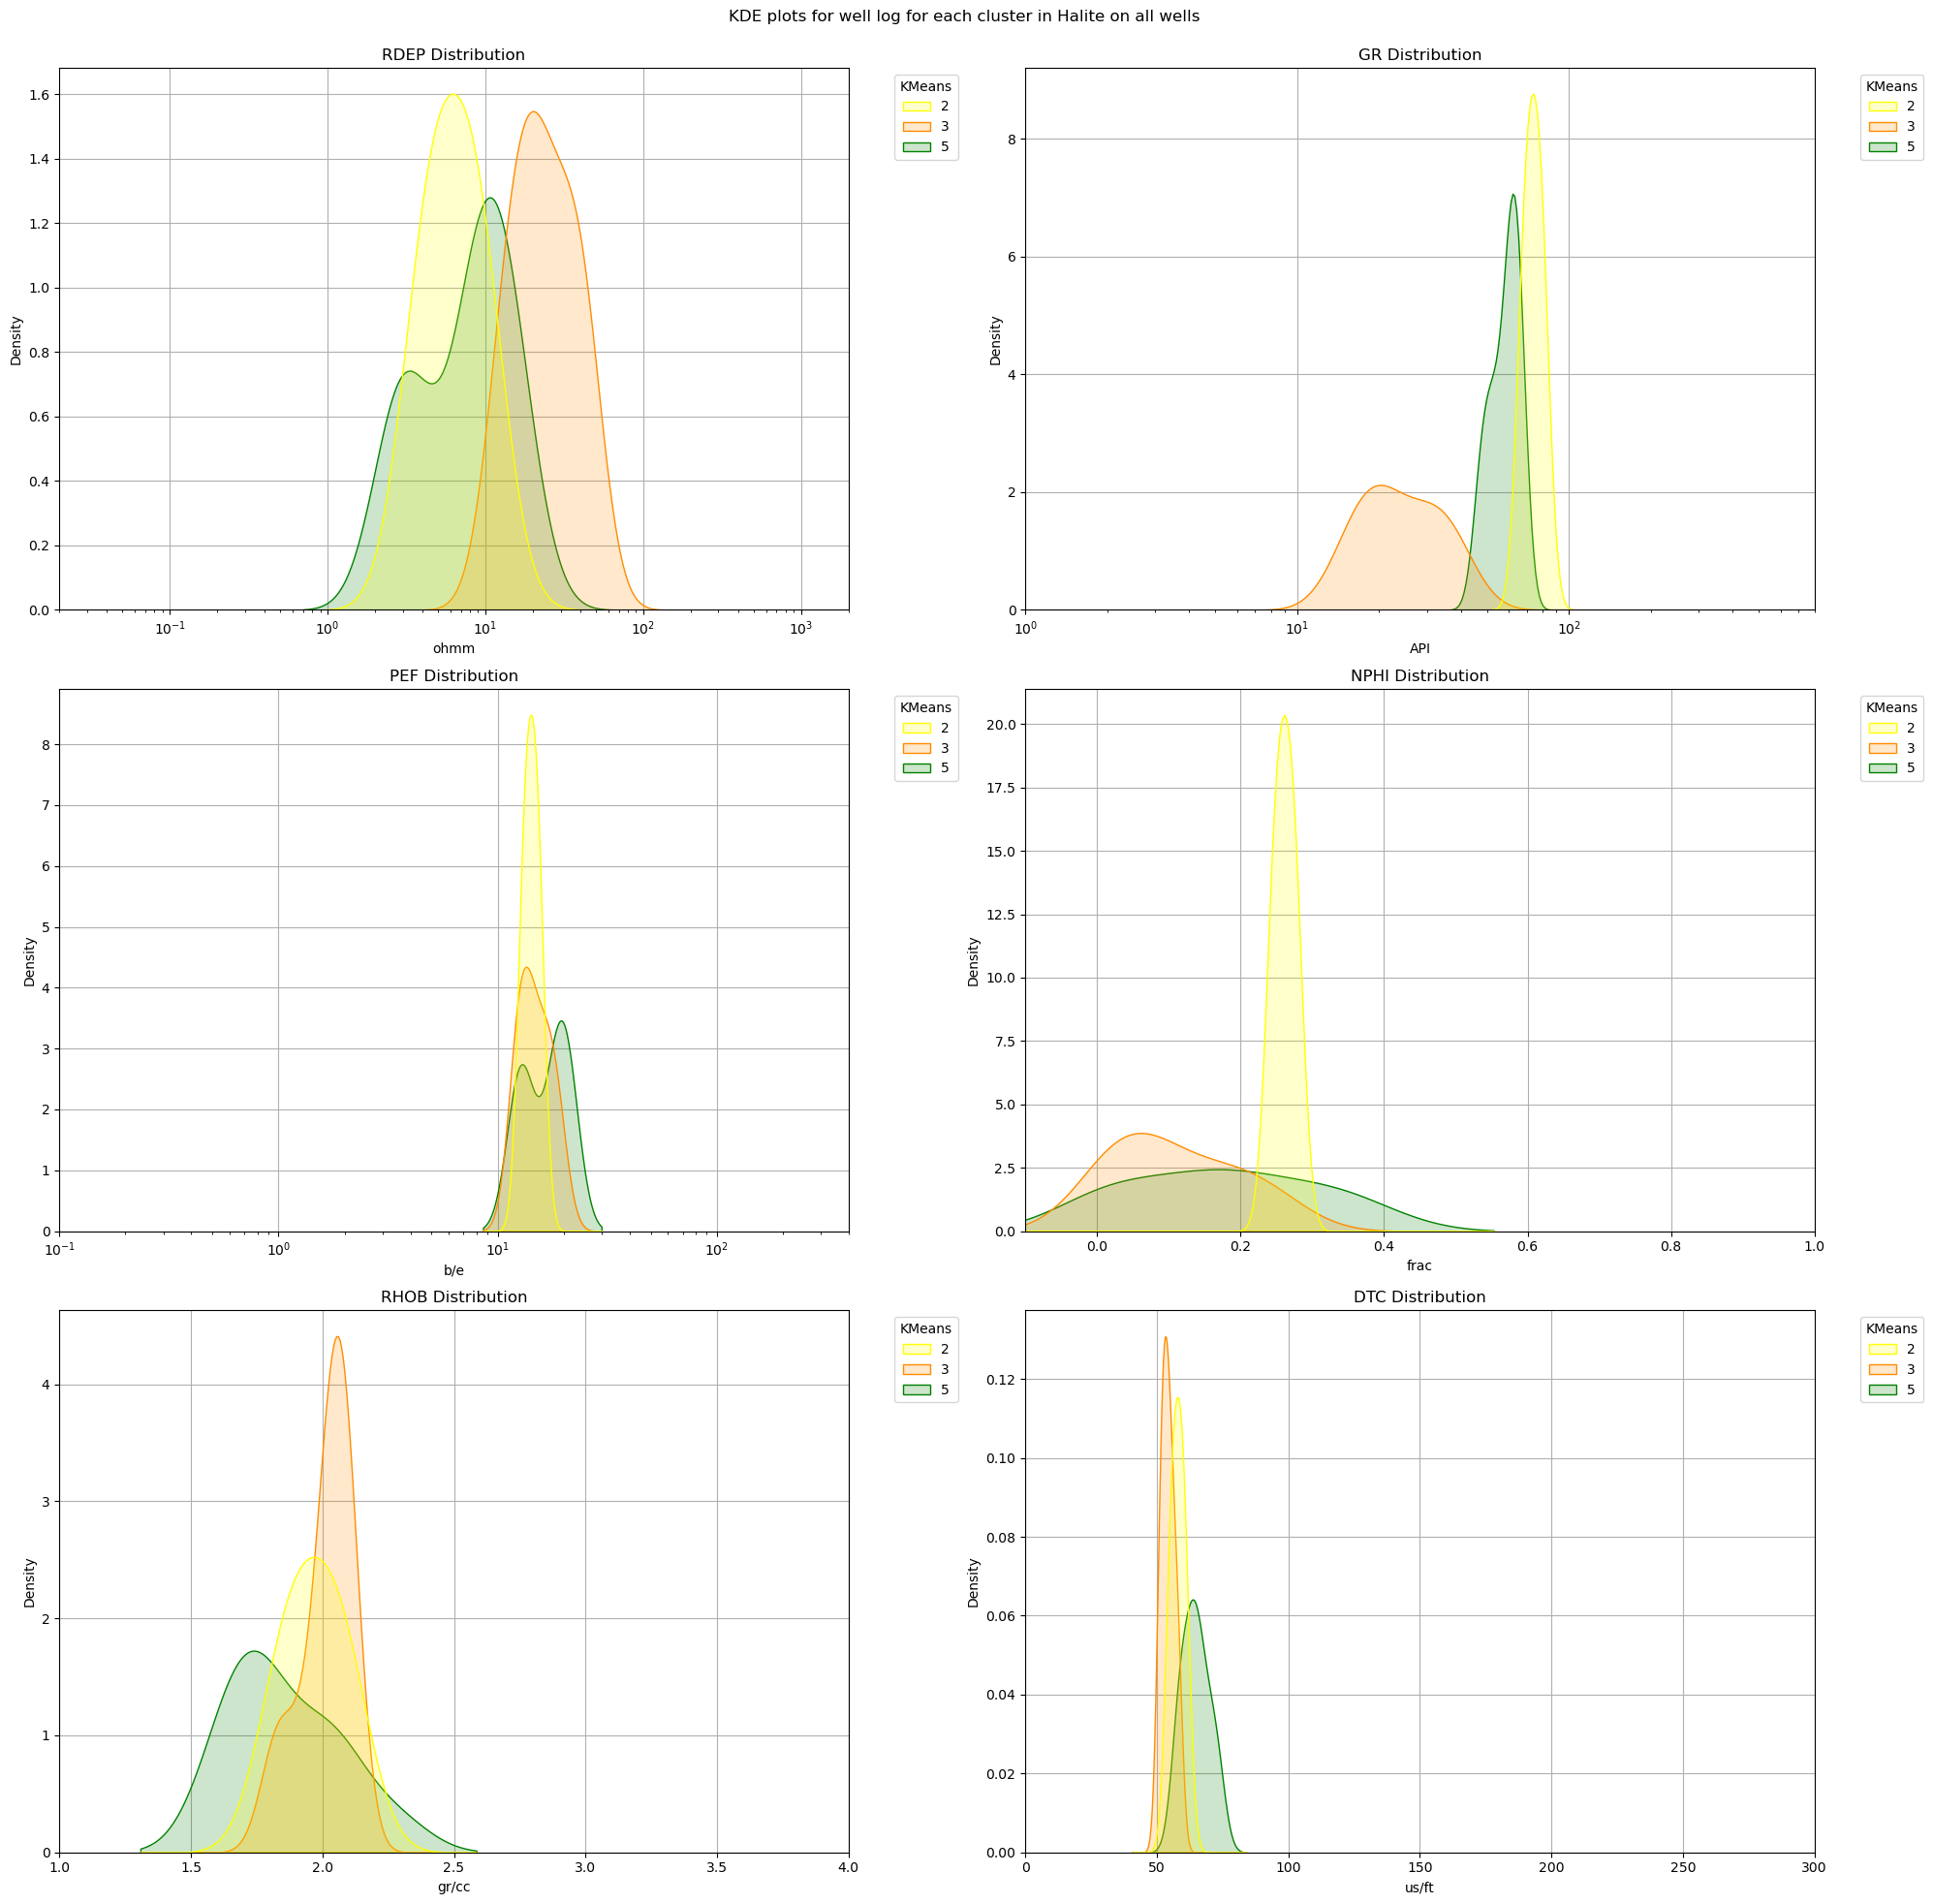 KDE plots for well log for each cluster in Halite on all wells
RDEP Distribution
Density
1.6
1.4
1.2
1.0
0.8
0.6
0.4
0.2
0.0
10⁻¹ 10⁰ 10¹ 10² 10³
ohmm
KMeans
2
3
5
GR Distribution
Density
8
6
4
2
0
10⁰ 10¹ 10²
API
KMeans
2
3
5
PEF Distribution
Density
8
7
6
5
4
3
2
1
0
10⁻¹ 10⁰ 10¹ 10²
b/e
KMeans
2
3
5
NPHI Distribution
Density
20.0
17.5
15.0
12.5
10.0
7.5
5.0
2.5
0.0
0.0 0.2 0.4 0.6 0.8 1.0
frac
KMeans
2
3
5
RHOB Distribution
Density
4
3
2
1
0
1.0 1.5 2.0 2.5 3.0 3.5 4.0
gr/cc
KMeans
2
3
5
DTC Distribution
Density
0.12
0.10
0.08
0.06
0.04
0.02
0.00
0 50 100 150 200 250 300
us/ft
KMeans
2
3
5